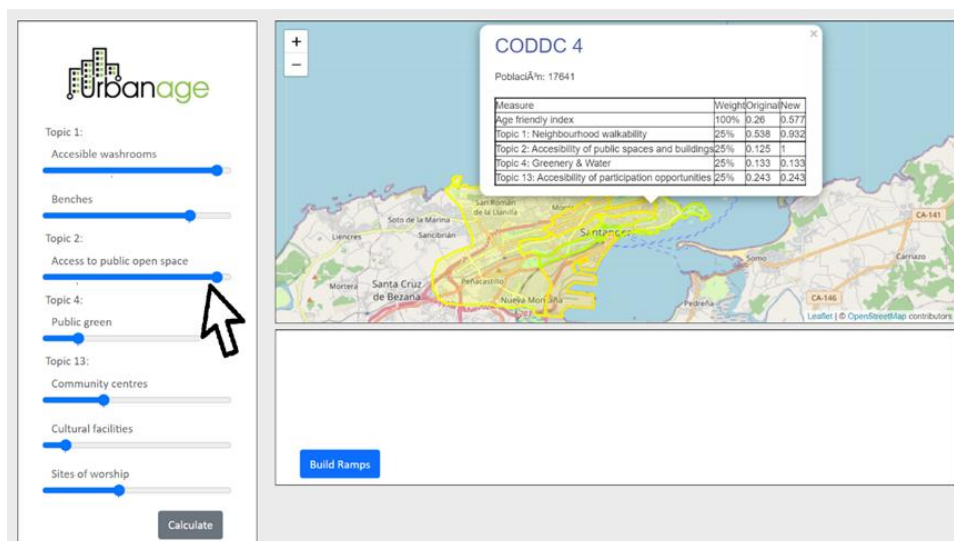 Urbanage
Topic 1:
Accesible washrooms
Benches
Topic 2:
Access to public open space
Topic 4:
Public green
Topic 13:
Community centres
Cultural facilities
Sites of worship
Calculate
+
−
CODDC 4
×
PoblaciÃ³n: 17641
Measure Weight Original New
Age friendly index 100% 0.26 0.577
Topic 1: Neighbourhood walkability 25% 0.538 0.932
Topic 2: Accesibility of public spaces and buildings 25% 0.125 1
Topic 4: Greenery & Water 25% 0.133 0.133
Topic 13: Accesibility of participation opportunities 25% 0.243 0.243
San Román
de la Llanilla
Soto de la Marina
Liencres
Sancibrián
Santander
CA-141
Somo
Carriazo
Mortera
Santa Cruz
de Bezana
Peñacastillo
Nueva Montaña
Pedreña
CA-146
Leaflet | © OpenStreetMap contributors
Build Ramps